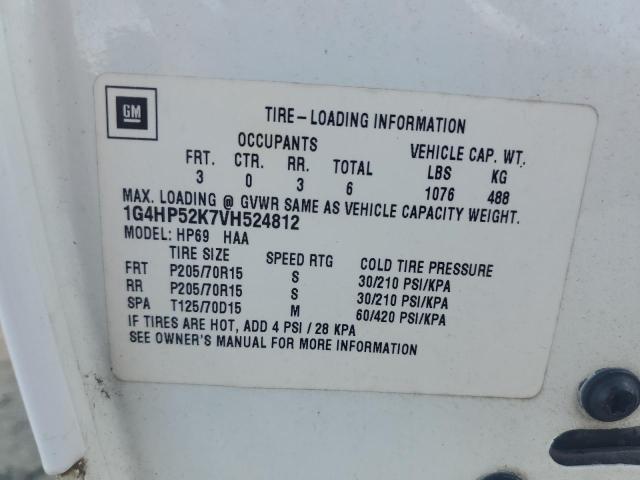 GM
TIRE-LOADING INFORMATION
OCCUPANTS VEHICLE CAP. WT.
FRT. CTR. RR. TOTAL LBS KG
3 0 3 6 1076 488
MAX. LOADING @ GVWR SAME AS VEHICLE CAPACITY WEIGHT.
1G4HP52K7VH524812
MODEL: HP69 HAA
TIRE SIZE SPEED RTG COLD TIRE PRESSURE
FRT P205/70R15 S 30/210 PSI/KPA
RR P205/70R15 S 30/210 PSI/KPA
SPA T125/70D15 M 60/420 PSI/KPA
IF TIRES ARE HOT, ADD 4 PSI / 28 KPA
SEE OWNER'S MANUAL FOR MORE INFORMATION